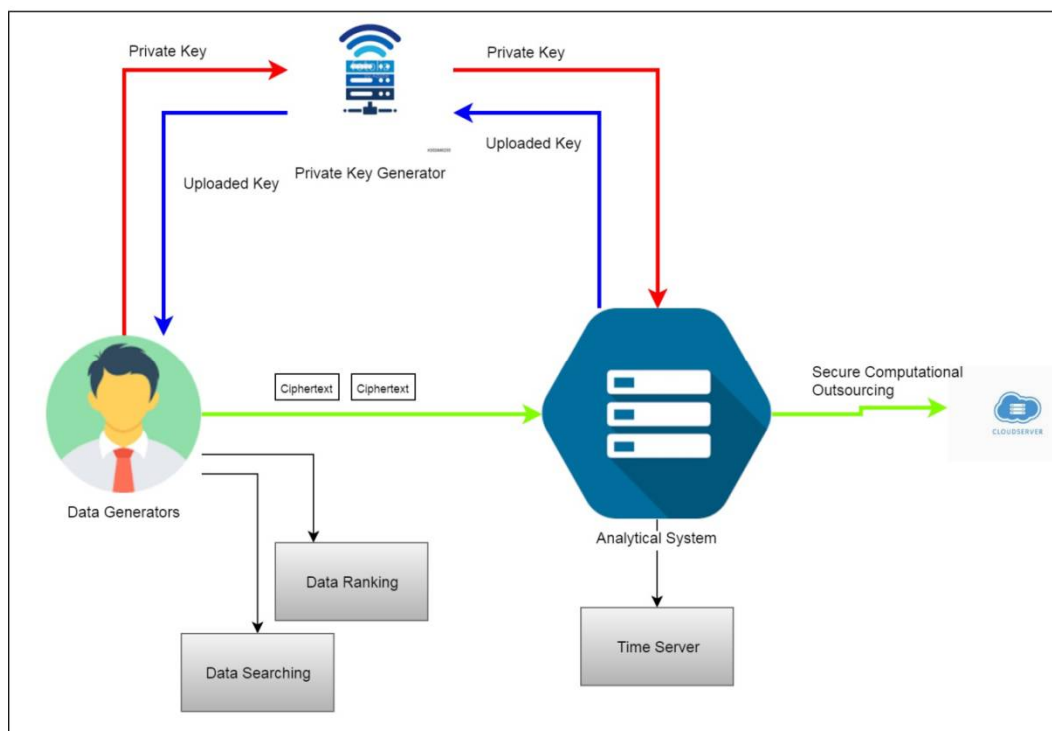 Private Key
Private Key
Uploaded Key
Uploaded Key
Private Key Generator
Secure Computational
Outsourcing
Ciphertext
Ciphertext
CLOUDSERVER
Data Generators
Analytical System
Data Ranking
Data Searching
Time Server